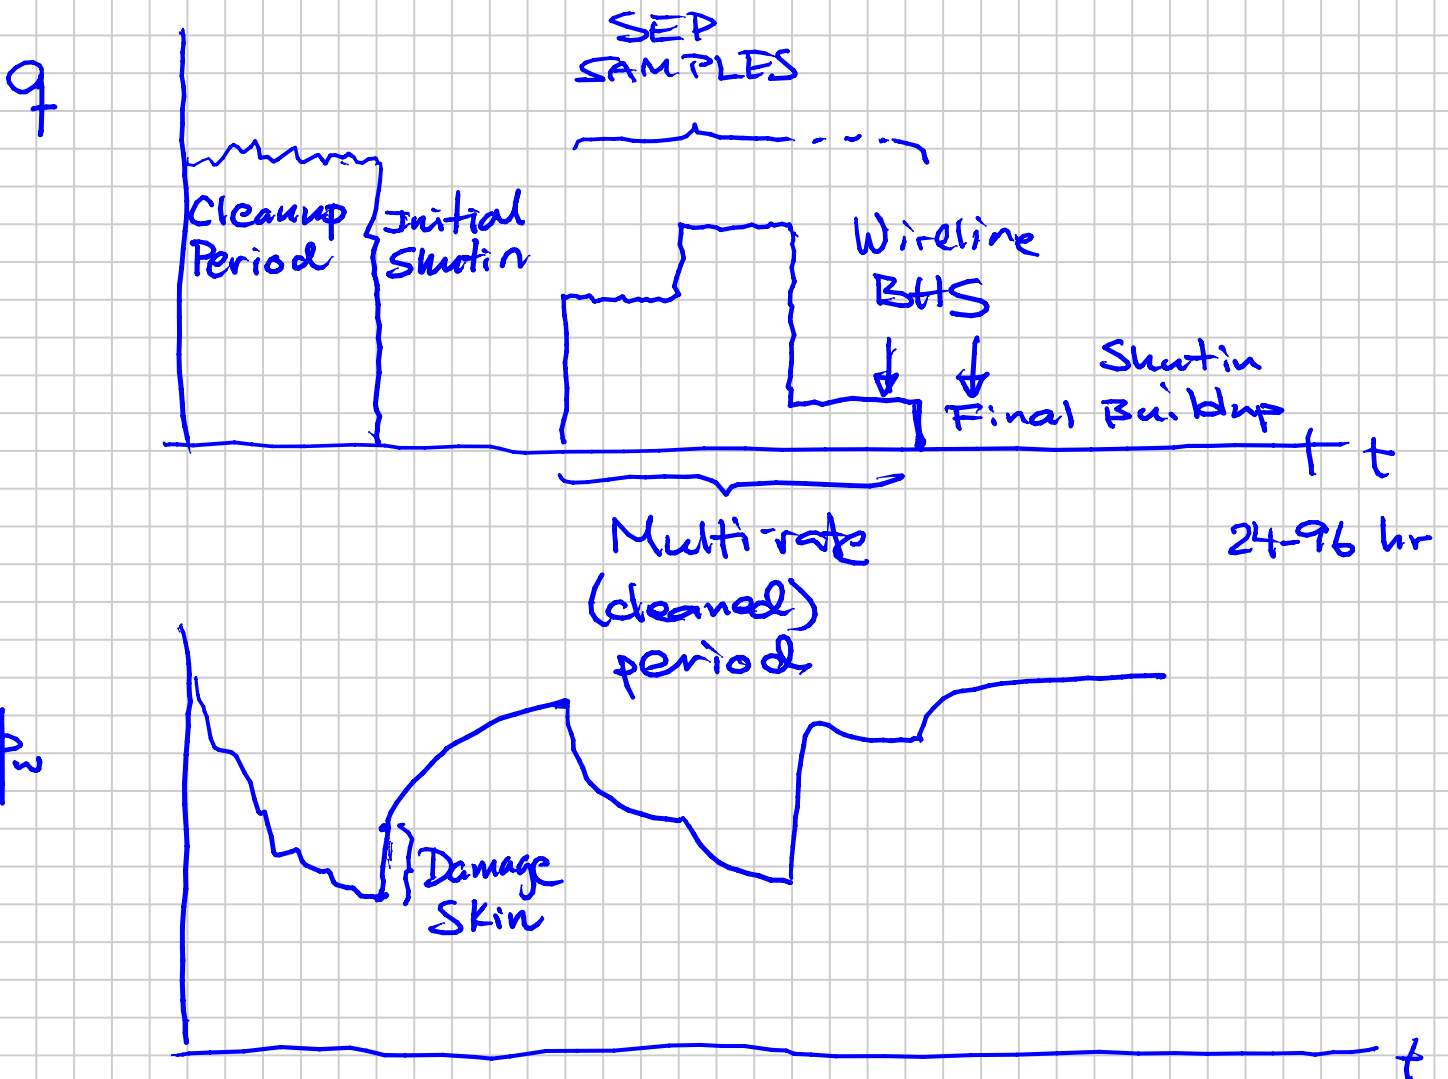 SEP
SAMPLES
q
Cleanup
Period
Initial
Shutin
Wireline
BHS
Shutin
Final Buildup
t
24-96 hr
Multi-rate
(cleaned)
period
Pw
Damage
Skin
t